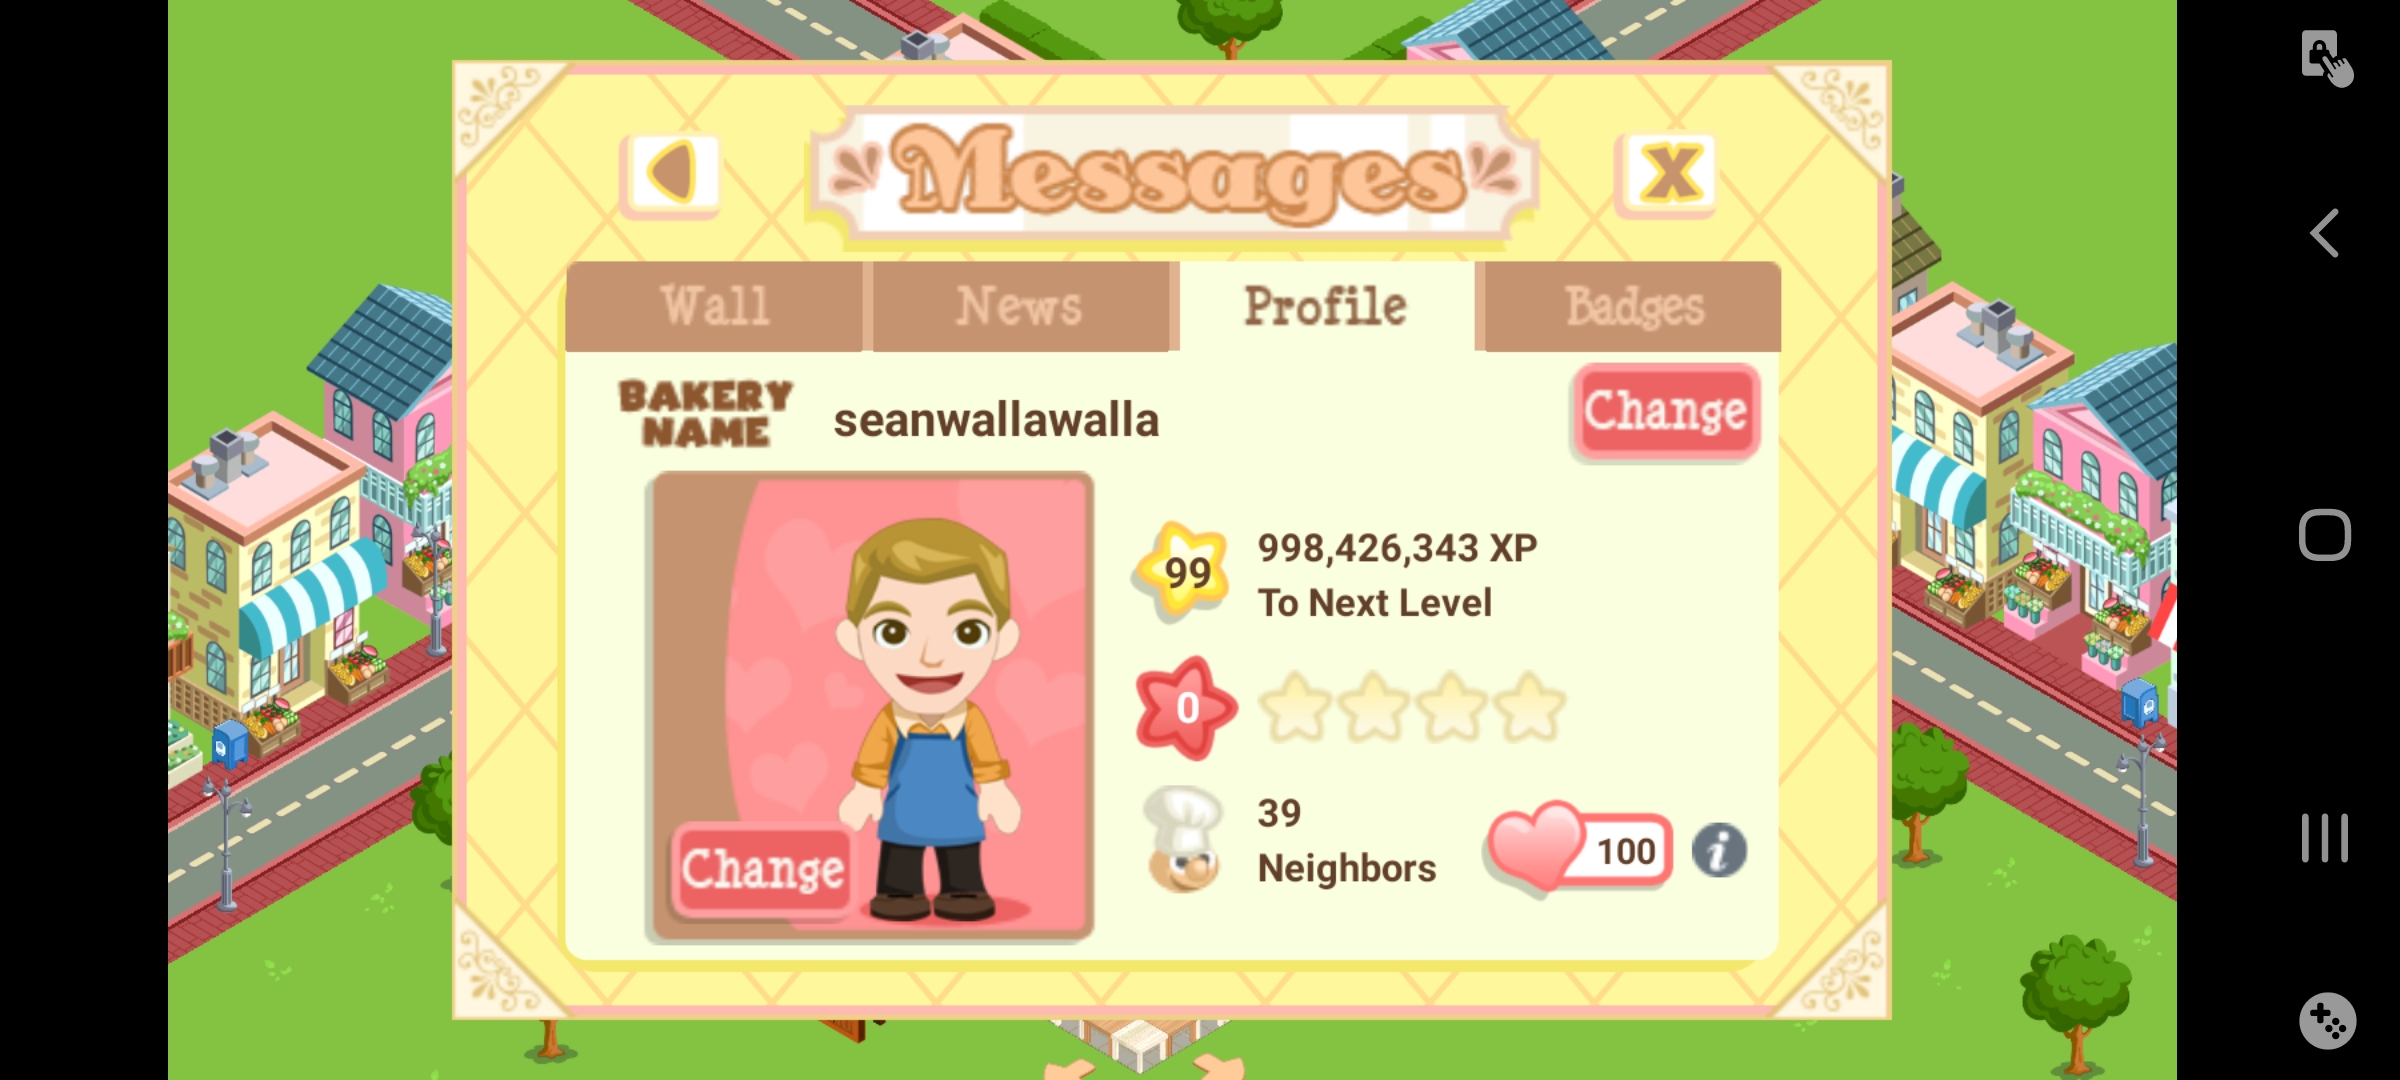 Messages
X
Wall
News
Profile
Badges
BAKERY
NAME
seanwallawalla
Change
99
998,426,343 XP
To Next Level
0
39
Neighbors
100
i
Change